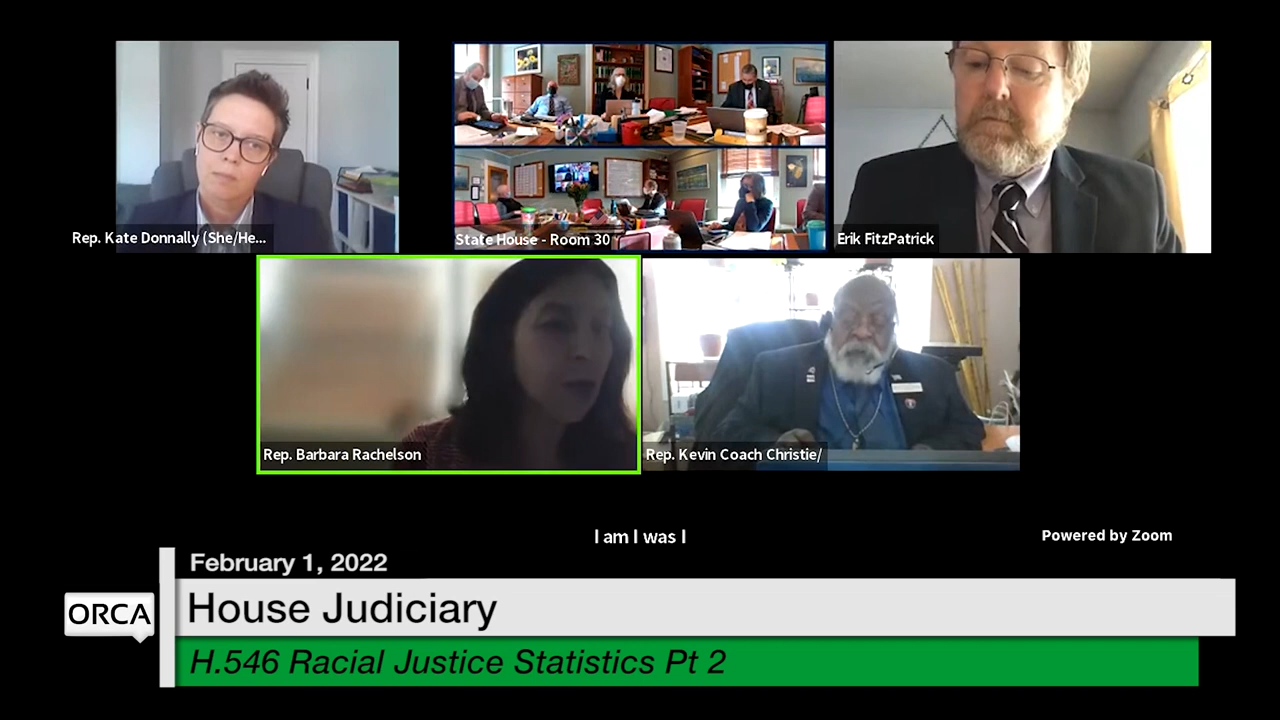 Rep. Kate Donnally (She/He...
State House - Room 30
Erik FitzPatrick
Rep. Barbara Rachelson
Rep. Kevin Coach Christie/
I am I was I
Powered by Zoom
February 1, 2022
ORCA
House Judiciary
H.546 Racial Justice Statistics Pt 2